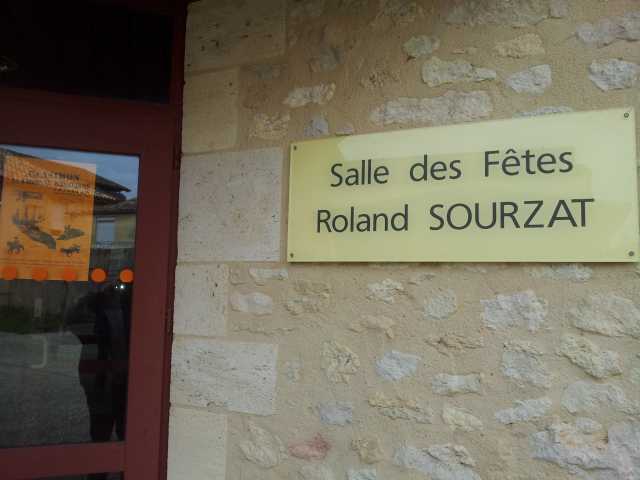 Salle des Fêtes
Roland SOURZAT